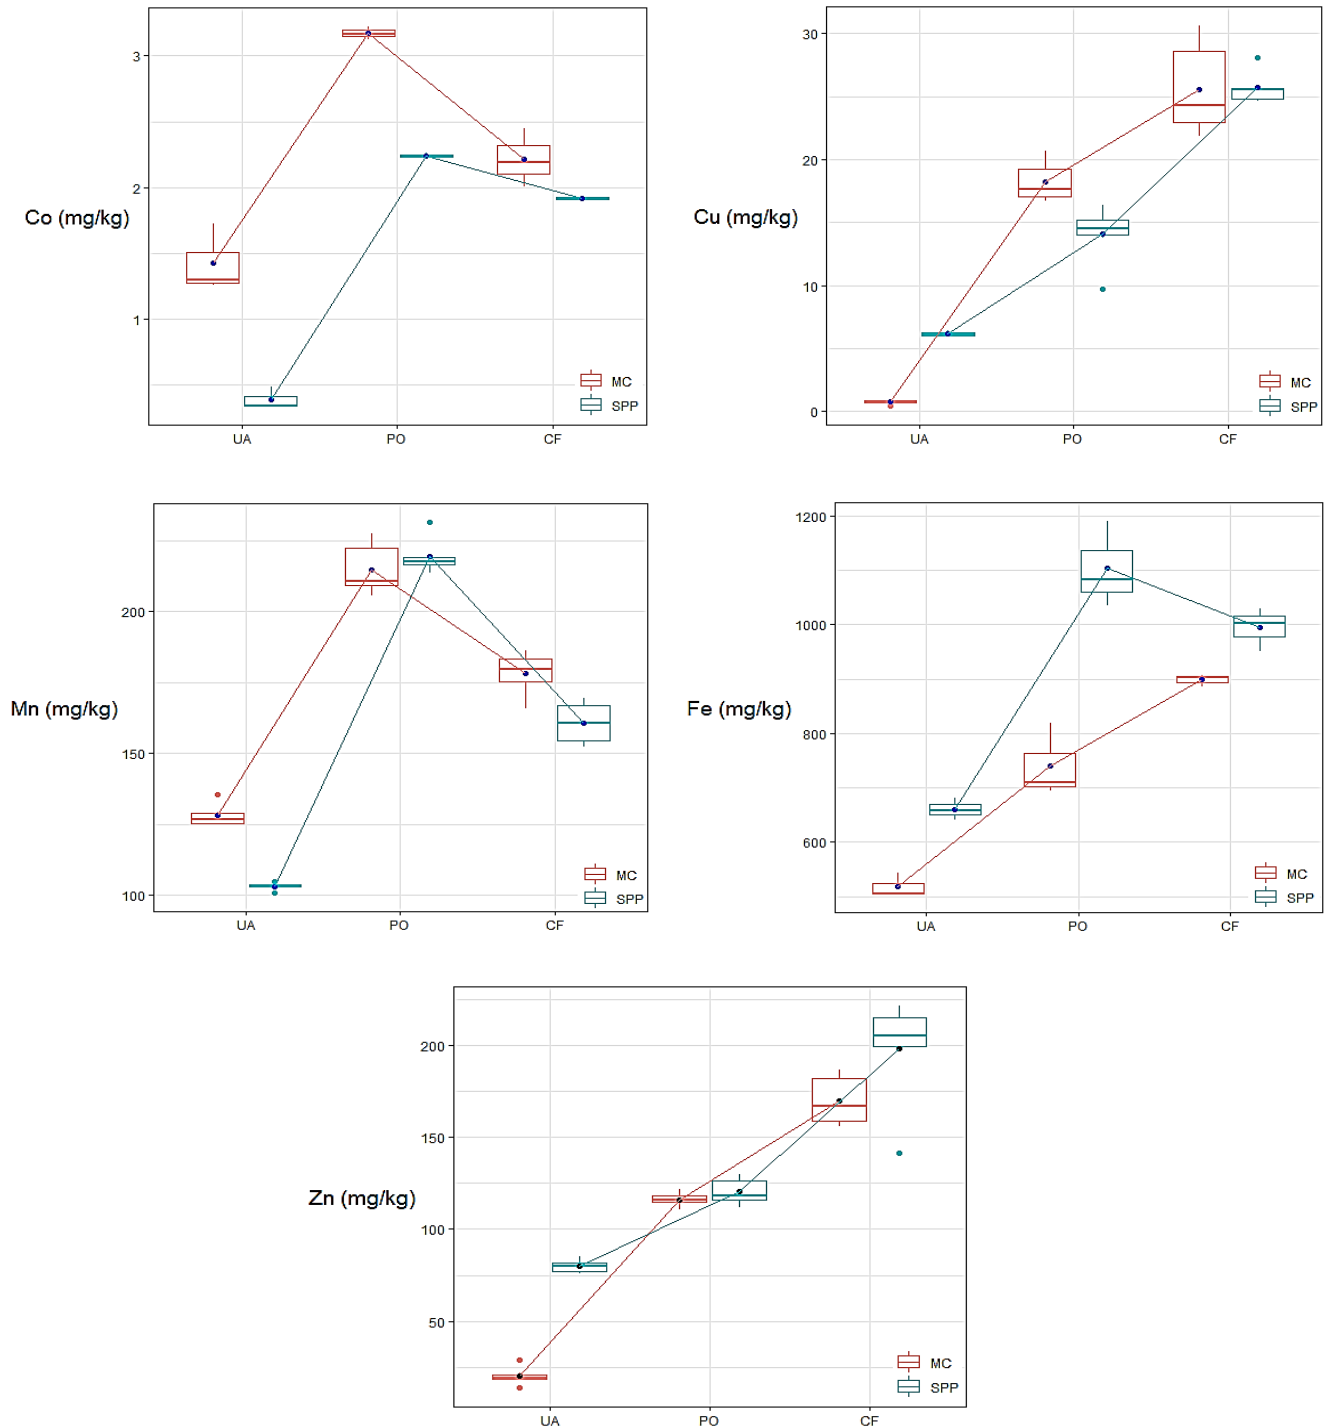 3
2
Co (mg/kg)
1
MC
SPP
UA PO CF
30
20
Cu (mg/kg)
10
0
MC
SPP
UA PO CF
200
Mn (mg/kg)
150
100
MC
SPP
UA PO CF
1200
1000
Fe (mg/kg)
800
600
MC
SPP
UA PO CF
200
150
Zn (mg/kg)
100
50
MC
SPP
UA PO CF